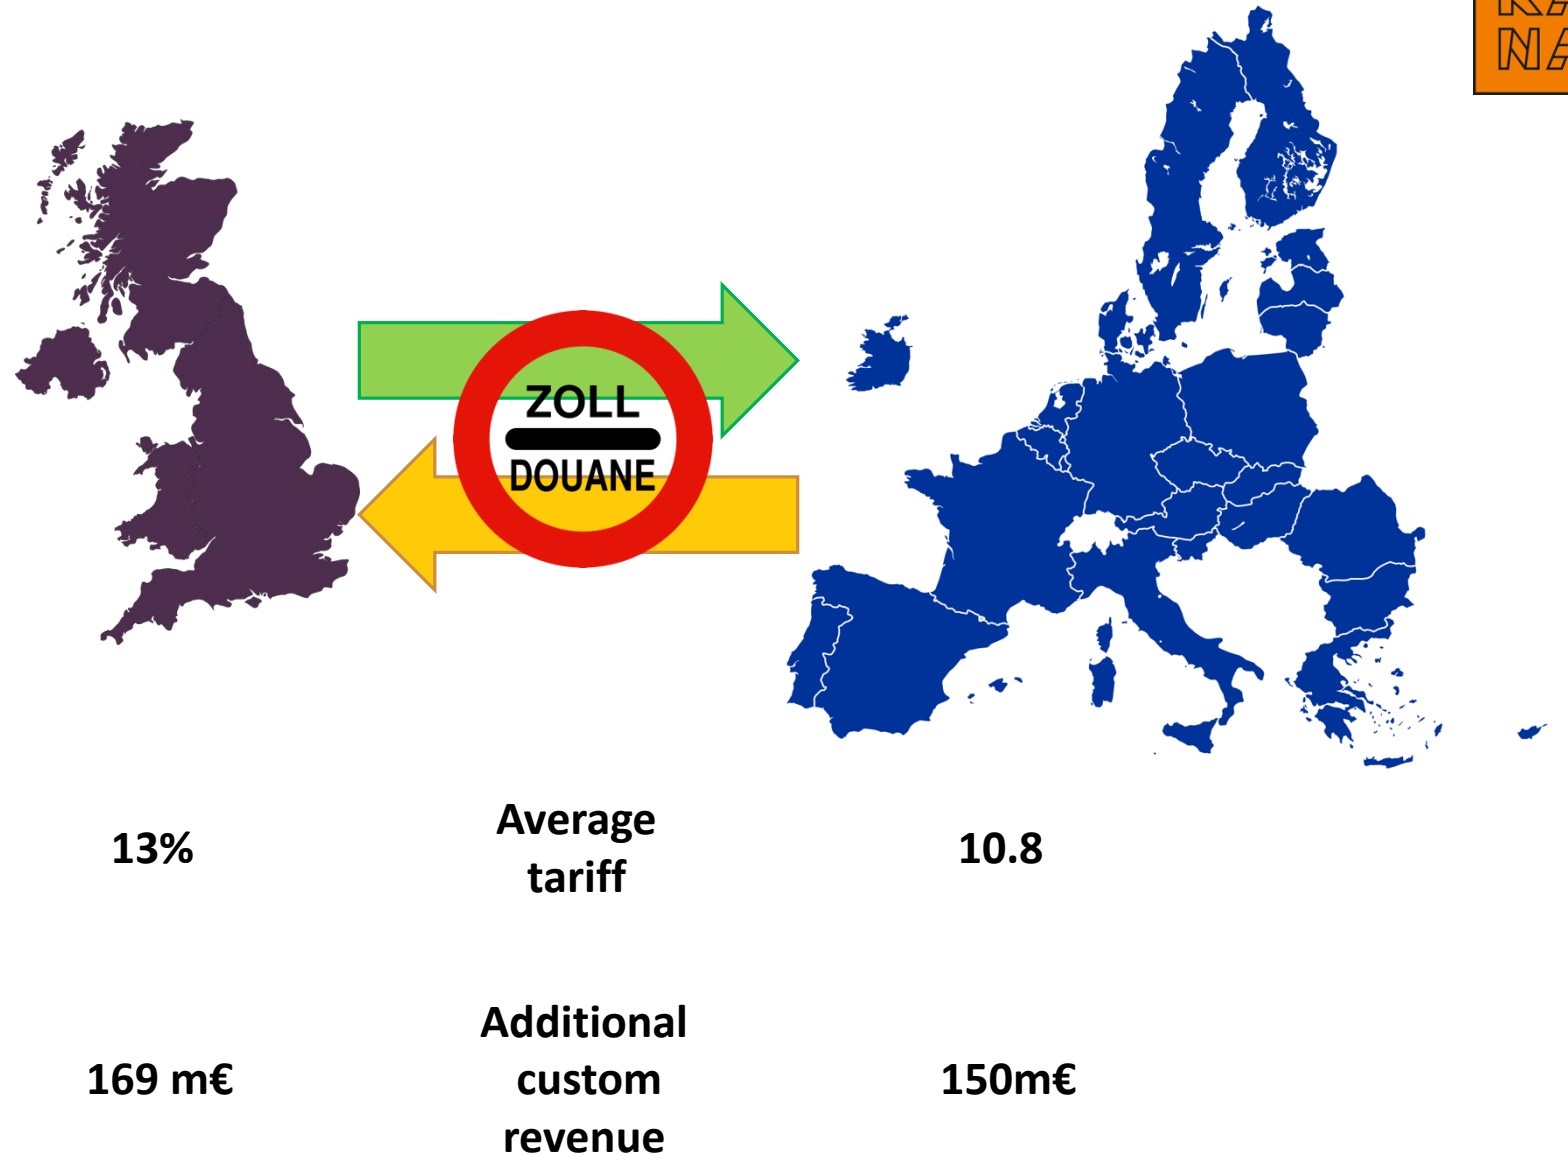 ZOLL
DOUANE
13%
Average
tariff
10.8
169 m€
Additional
custom
revenue
150m€